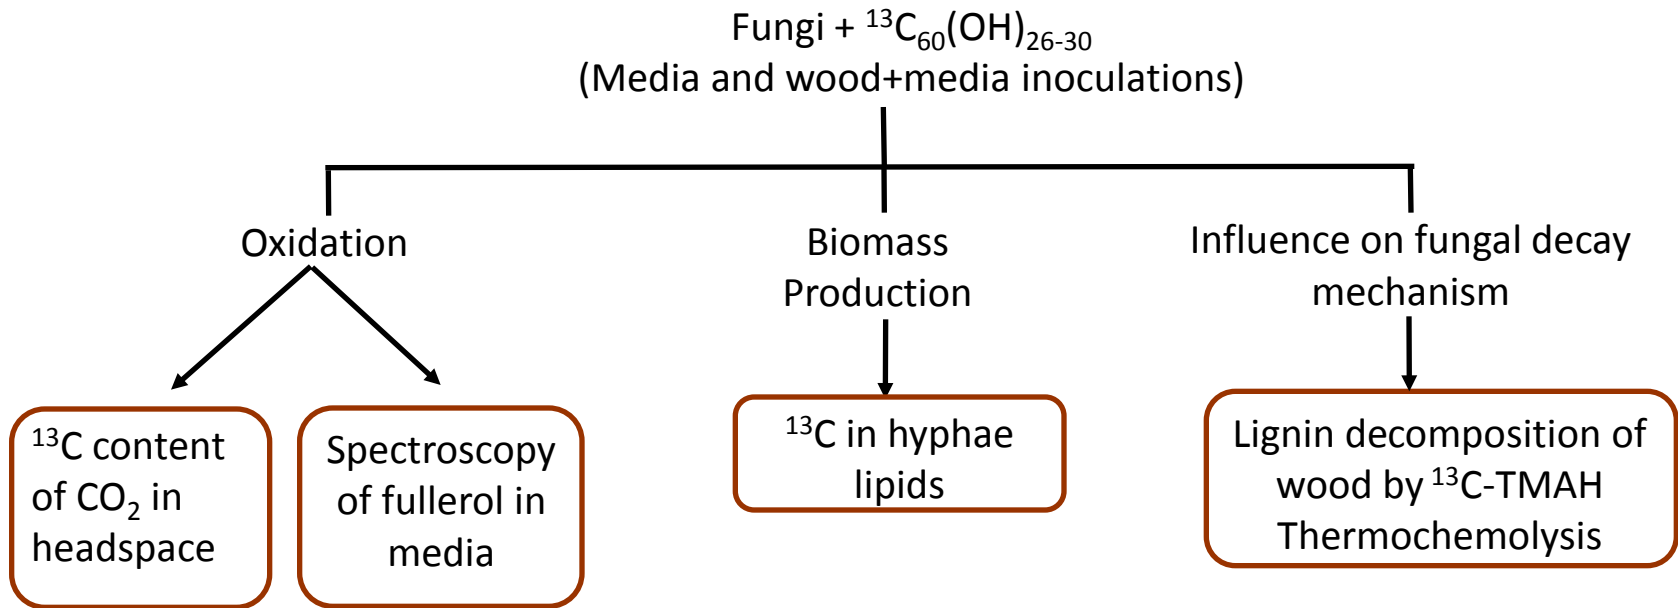 Fungi + ¹³C₆₀(OH)₂₆₋₃₀
(Media and wood+media inoculations)
Oxidation
Biomass
Production
Influence on fungal decay
mechanism
¹³C content
of CO₂ in
headspace
Spectroscopy
of fullerol in
media
¹³C in hyphae
lipids
Lignin decomposition of
wood by ¹³C-TMAH
Thermochemolysis